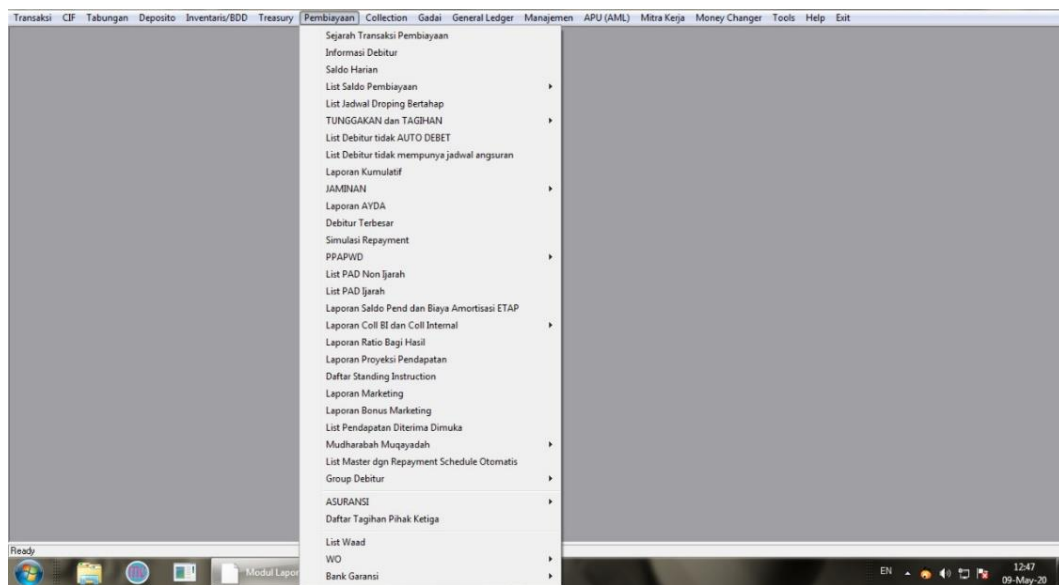 Transaksi CIF Tabungan Deposito Inventaris/BDD Treasury Pembiayaan Collection Gadai General Ledger Manajemen APU (AML) Mitra Kerja Money Changer Tools Help Exit
Sejarah Transaksi Pembiayaan
Informasi Debitur
Saldo Harian
List Saldo Pembiayaan
List Jadwal Droping Bertahap
TUNGGAKAN dan TAGIHAN
List Debitur tidak AUTO DEBET
List Debitur tidak mempunya jadwal angsuran
Laporan Kumulatif
JAMINAN
Laporan AYDA
Debitur Terbesar
Simulasi Repayment
PPAPWD
List PAD Non Ijarah
List PAD Ijarah
Laporan Saldo Pend dan Biaya Amortisasi ETAP
Laporan Coll BI dan Coll Internal
Laporan Ratio Bagi Hasil
Laporan Proyeksi Pendapatan
Daftar Standing Instruction
Laporan Marketing
Laporan Bonus Marketing
List Pendapatan Diterima Dimuka
Mudharabah Muqayadah
List Master dgn Repayment Schedule Otomatis
Group Debitur
ASURANSI
Daftar Tagihan Pihak Ketiga
List Waad
WO
Bank Garansi
Ready
Modul Lapor
EN
12:47
09-May-20